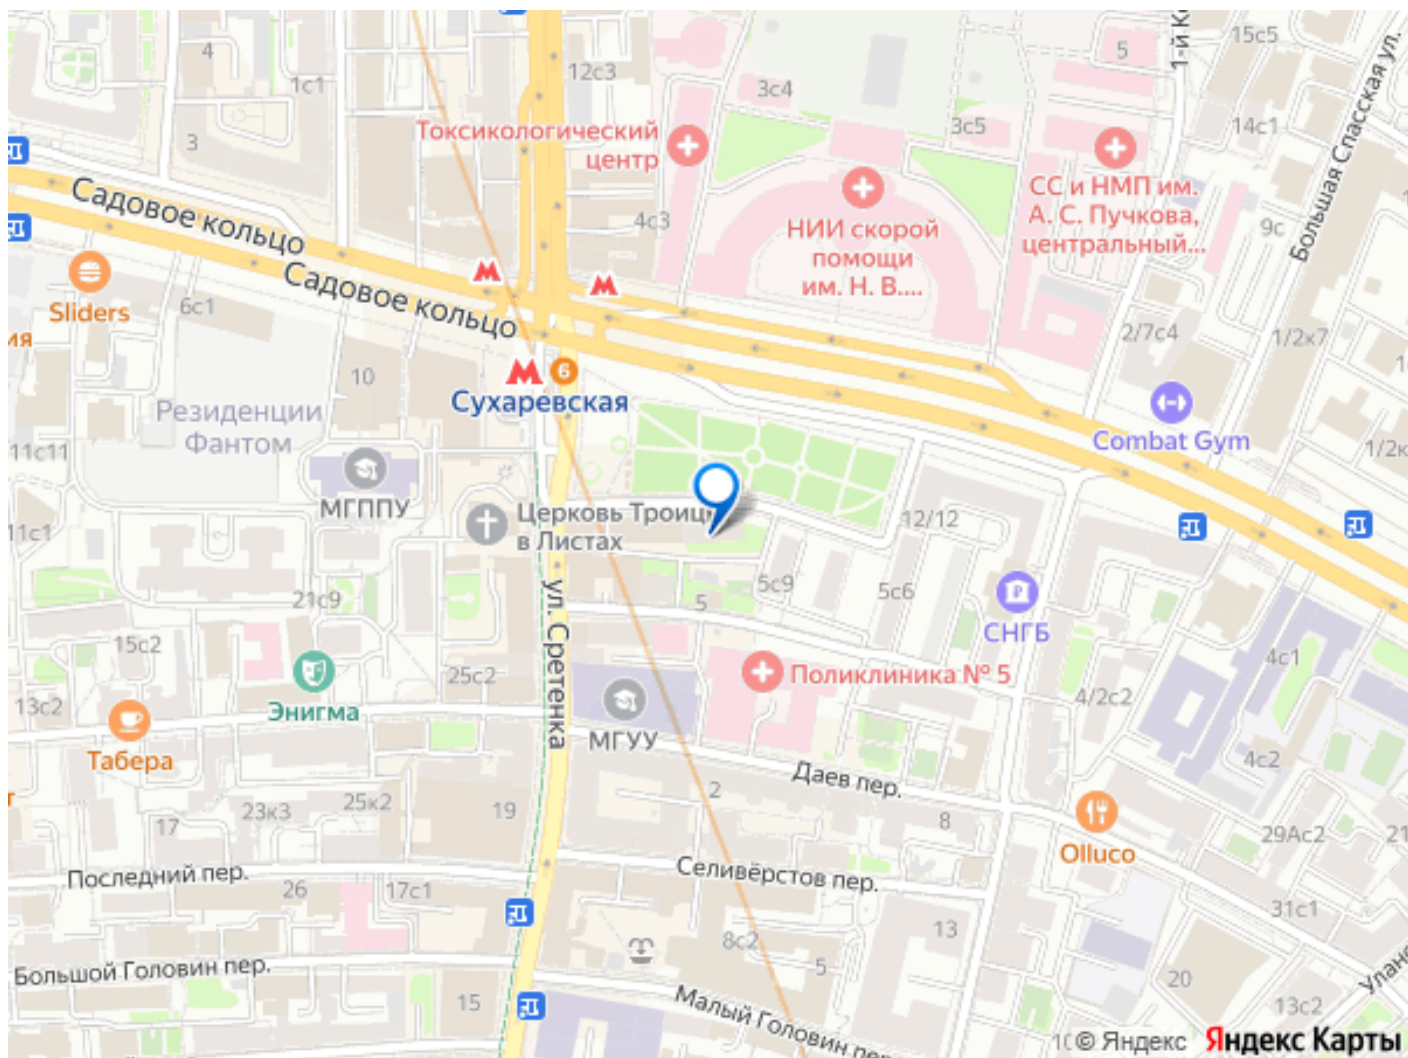 4
1с1
3
12с3
Токсикологический
центр
4с3
3с4
3с5
5
НИИ скорой
помощи
им. Н. В....
СС и НМП им.
А. С. Пучкова,
центральный...
15с5
14с1
9с
Большая Спасская ул.
Садовое кольцо
Садовое кольцо
Sliders
ия
6с1
10
Резиденции
Фантом
11с11
МГППУ
6
Сухаревская
2/7с4
1/2к7
Combat Gym
Церковь Троиц
в Листах
12/12
5с9
5с6
5
21с9
ул. Сретенка
СНГБ
15с2
25с2
13с2
Энигма
Табера
МГУУ
Поликлиника № 5
4/2с2
4с1
4с2
Даев пер.
2
8
Olluco
29Ас2
21
23к3
25к2
17
19
Последний пер.
26
17с1
Селивёрстов пер.
13
31с1
8с2
5
20
13с2
Большой Головин пер.
15
Малый Головин пер.
© Яндекс
Яндекс Карты